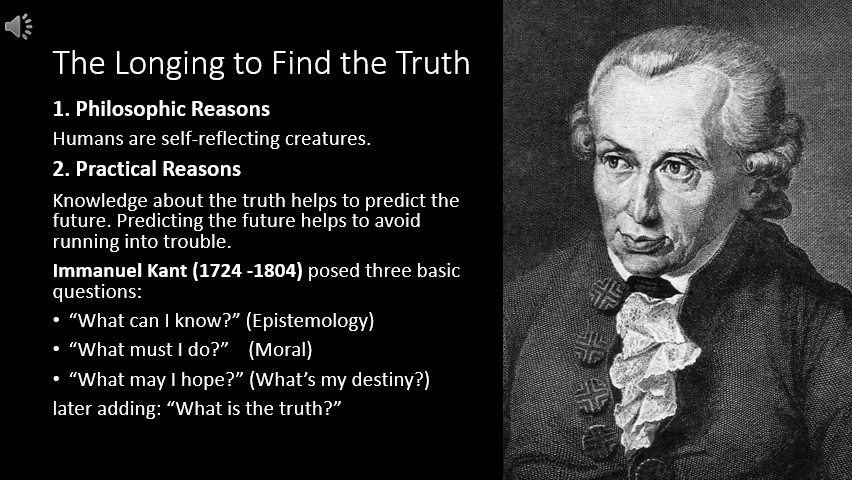 The Longing to Find the Truth
1. Philosophic Reasons
Humans are self-reflecting creatures.
2. Practical Reasons
Knowledge about the truth helps to predict the
future. Predicting the future helps to avoid
running into trouble.
Immanuel Kant (1724 -1804) posed three basic
questions:
• “What can I know?” (Epistemology)
• “What must I do?” (Moral)
• “What may I hope?” (What’s my destiny?)
later adding: “What is the truth?”